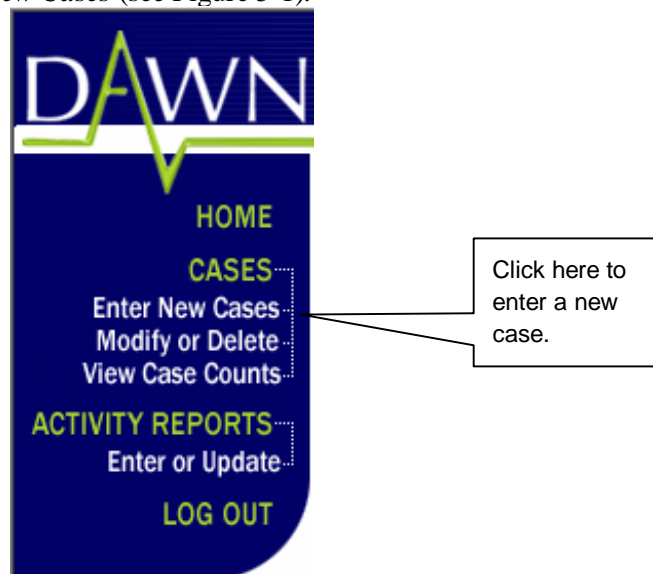 ew Cases (see Figure 3-1).
DAWN
HOME
CASES
Enter New Cases
Modify or Delete
View Case Counts
ACTIVITY REPORTS
Enter or Update
LOG OUT
Click here to
enter a new
case.